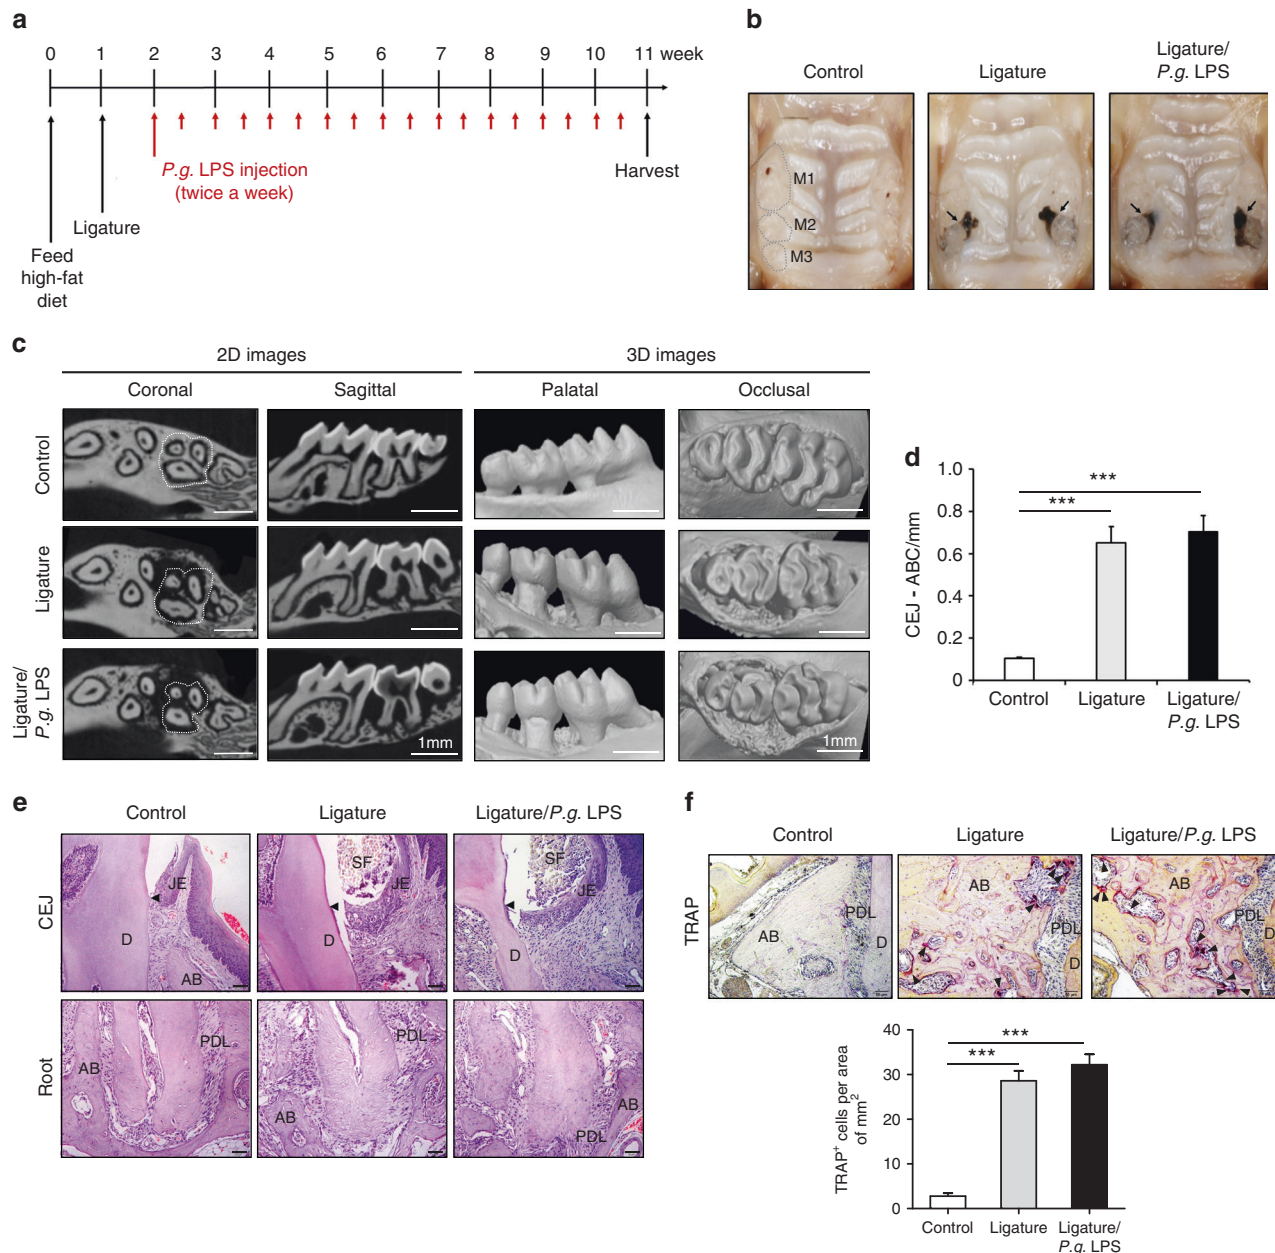 a
0 1 2 3 4 5 6 7 8 9 10 11 week
P.g. LPS injection
(twice a week)
Harvest
Ligature
Feed
high-fat
diet
b
Control
Ligature
Ligature/
P.g. LPS
M1
M2
M3
c
2D images
3D images
Coronal
Sagittal
Palatal
Occlusal
Control
Ligature
Ligature/
P.g. LPS
1mm
1mm
d
CEJ - ABC/mm
1.0
0.8
0.6
0.4
0.2
0
***
***
Control
Ligature
Ligature/
P.g. LPS
e
Control
Ligature
Ligature/P.g. LPS
CEJ
JE
D
AB
SF
JE
D
SF
JE
D
Root
AB
PDL
PDL
AB
AB
PDL
f
Control
Ligature
Ligature/P.g. LPS
TRAP
AB
PDL
D
AB
PDL
D
AB
PDL
D
TRAP⁺ cells per area
of mm²
40
30
20
10
0
***
***
Control
Ligature
Ligature/
P.g. LPS